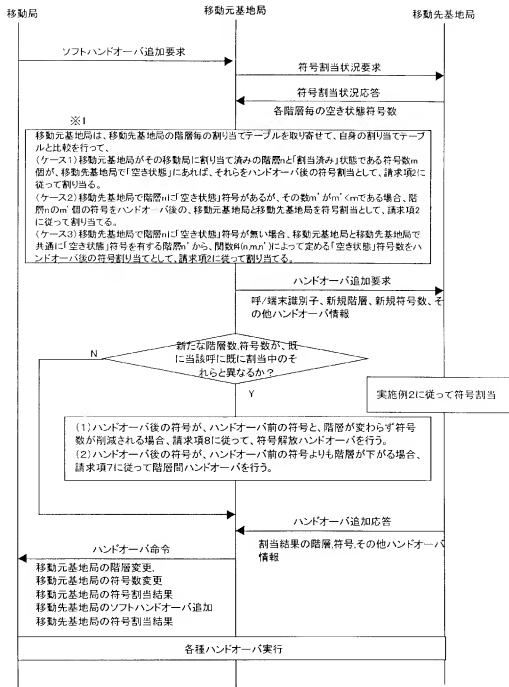 移動局
移動元基地局
移動先基地局
ソフトハンドオーバ追加要求
符号割当状況要求
符号割当状況応答
各階層毎の空き状態符号数
※1
移動元基地局は、移動先基地局の階層毎の割り当てテーブルを取り寄せて、自身の割り当てテーブ
ルと比較を行って、
(ケース1)移動元基地局がその移動局に割り当て済みの階層nと「割当済み」状態である符号数m
個が、移動先基地局で「空き状態」にあれば、それらをハンドオーバ後の符号割当として、請求項2に
従って割り当る。
(ケース2)移動先基地局で階層nに「空き状態」符号があるが、その数m'がm'<mである場合、階
層nのm'個の符号をハンドオーバ後の、移動元基地局と移動先基地局を符号割当として、請求項2
に従って割り当てる。
(ケース3)移動先基地局で階層nに「空き状態」符号が無い場合、移動元基地局と移動先基地局で
共通に「空き状態」符号を有する階層n'から、関数f(n,m,n')によって定める「空き状態」符号数をハ
ンドオーバ後の符号割り当てとして、請求項2に従って割り当てる。
ハンドオーバ追加要求
呼/端末識別子、新規階層、新規符号数、そ
の他ハンドオーバ情報
新たな階層数,符号数が、既
に当該呼に既に割当中のそ
れらと異なるか?
N
Y
実施例2に従って符号割当
(1)ハンドオーバ後の符号が、ハンドオーバ前の符号と、階層が変わらず符号
数が削減される場合、請求項8に従って、符号解放ハンドオーバを行う。
(2)ハンドオーバ後の符号が、ハンドオーバ前の符号よりも階層が下がる場合、
請求項7に従って階層間ハンドオーバを行う。
ハンドオーバ追加応答
割当結果の階層,符号,その他ハンドオーバ
情報
ハンドオーバ命令
移動元基地局の階層変更,
移動元基地局の符号数変更
移動元基地局の符号割当結果
移動先基地局のソフトハンドオーバ追加
移動先基地局の符号割当結果
各種ハンドオーバ実行